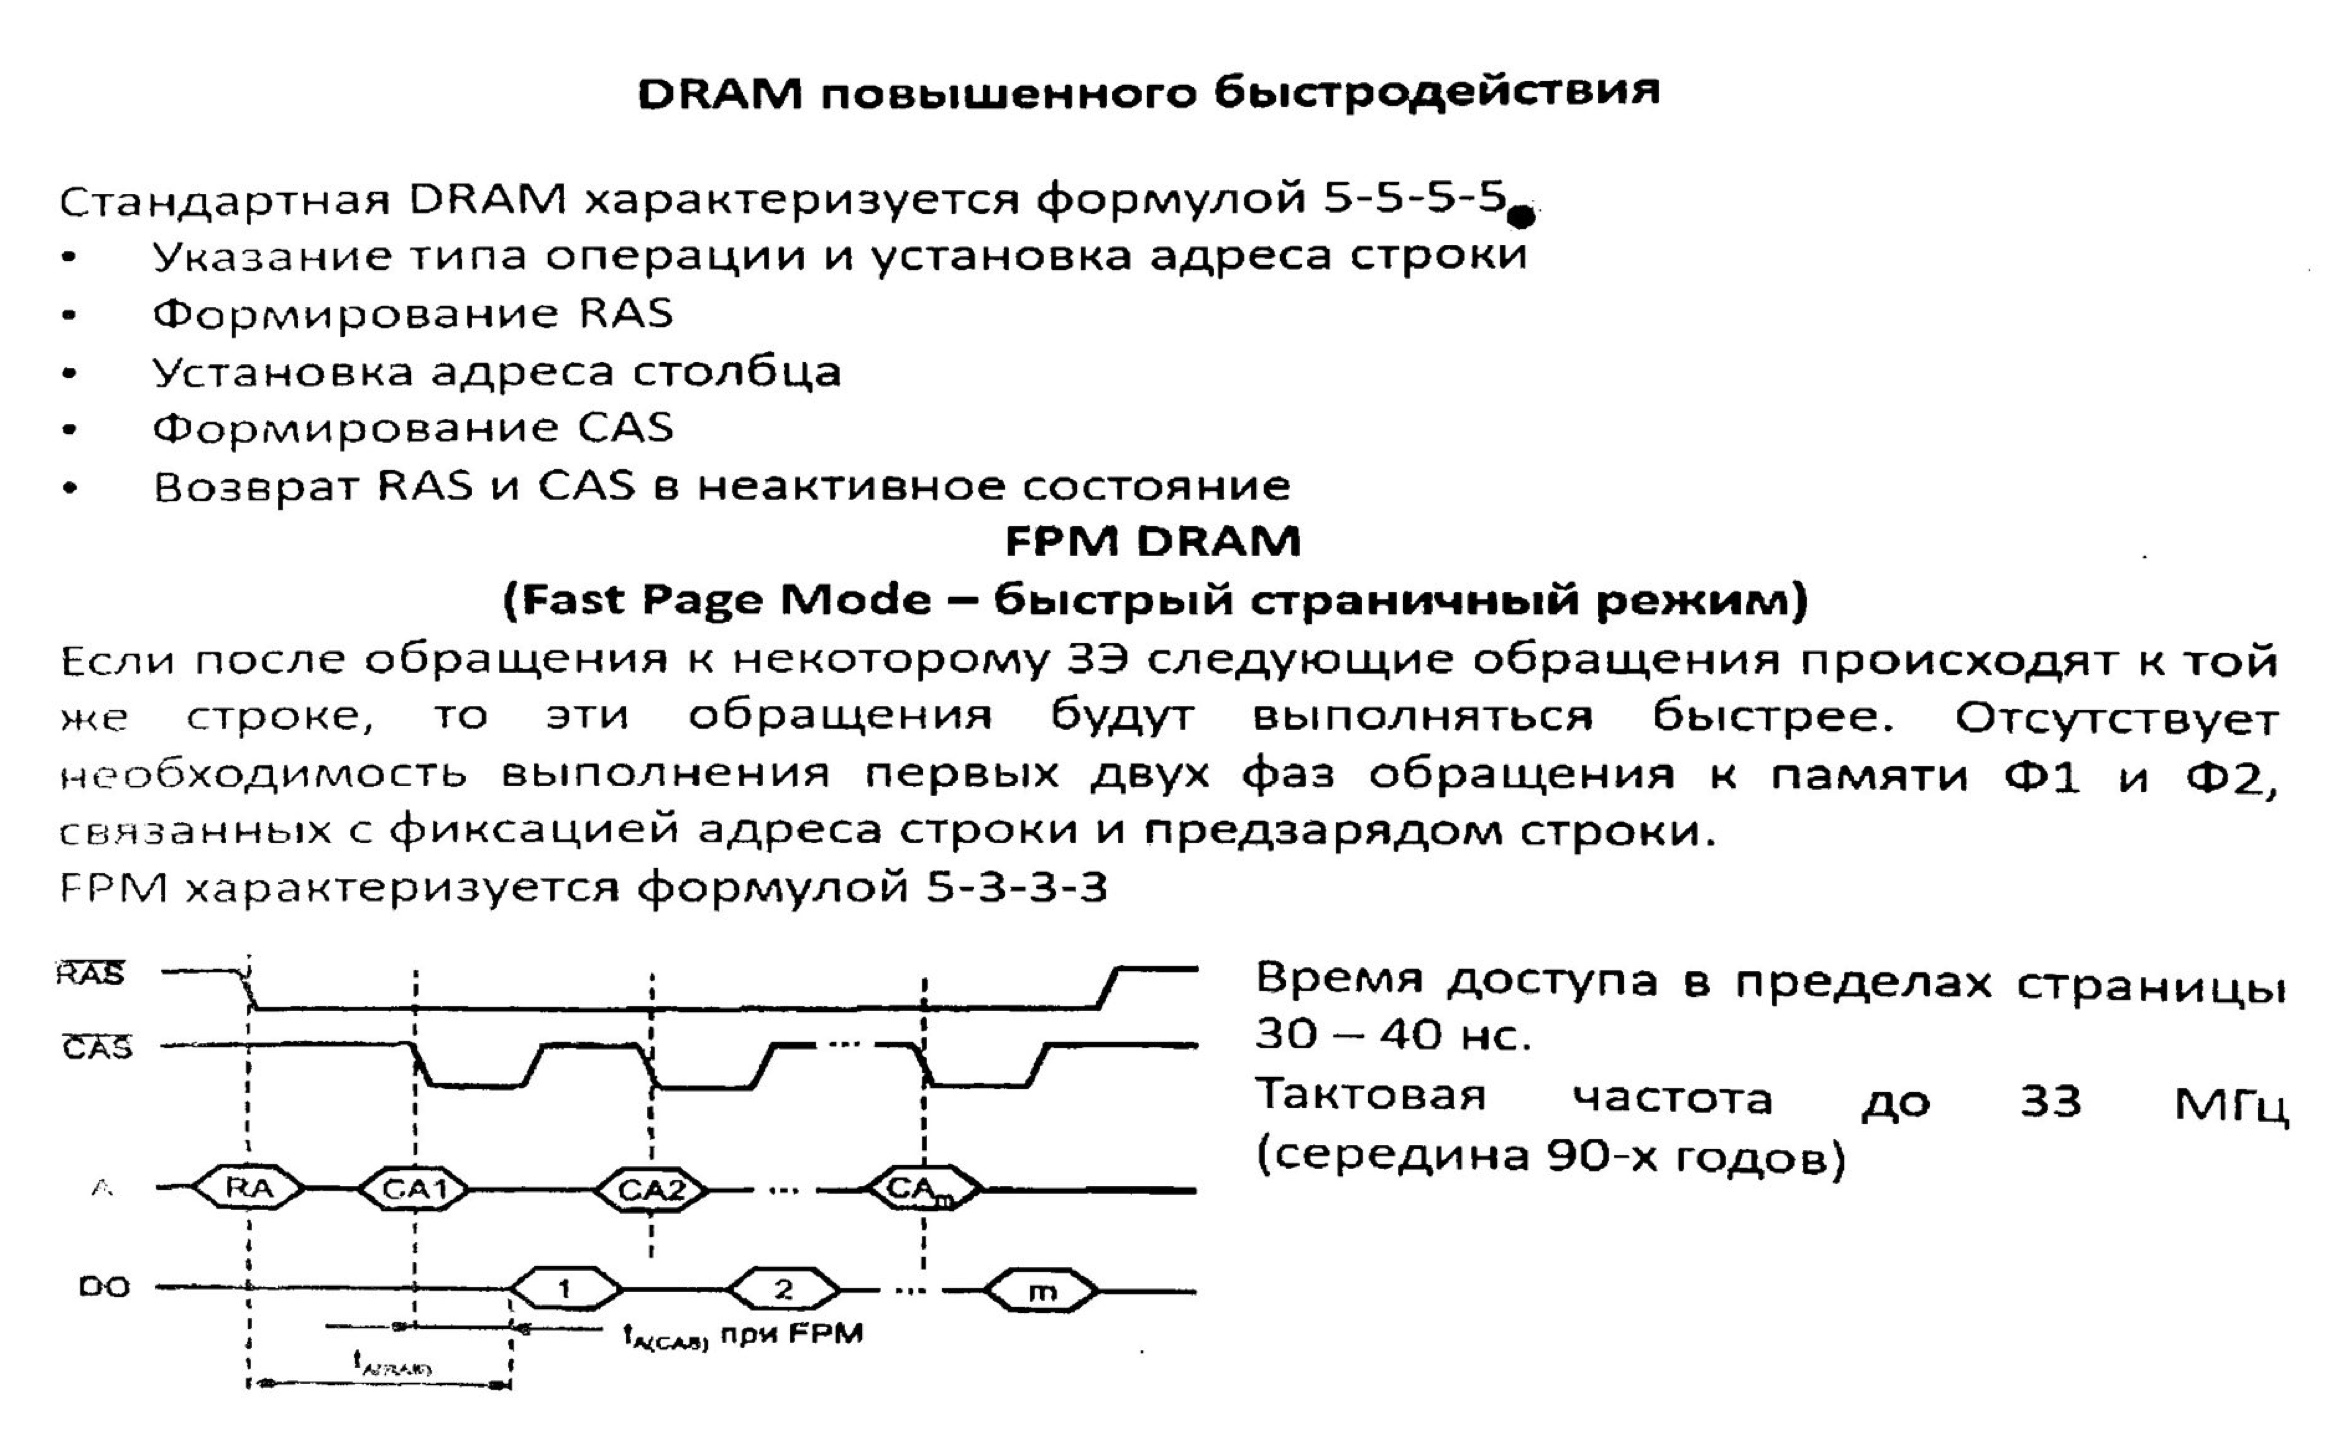 DRAM повышенного быстродействия
Стандартная DRAM характеризуется формулой 5-5-5-5
• Указание типа операции и установка адреса строки
• Формирование RAS
• Установка адреса столбца
• Формирование CAS
• Возврат RAS и CAS в неактивное состояние
FPM DRAM
(Fast Page Mode – быстрый страничный режим)
Если после обращения к некоторому ЗЭ следующие обращения происходят к той
же строке, то эти обращения будут выполняться быстрее. Отсутствует
необходимость выполнения первых двух фаз обращения к памяти Ф1 и Ф2,
связанных с фиксацией адреса строки и предзарядом строки.
FPM характеризуется формулой 5-3-3-3
RAS
CAS
A
RA CA1 CA2 ... CAm
DO
1 2 ... m
tA(CAS) при FPM
tA(RAS)
Время доступа в пределах страницы
30 – 40 нс.
Тактовая частота до 33 МГц
(середина 90-х годов)